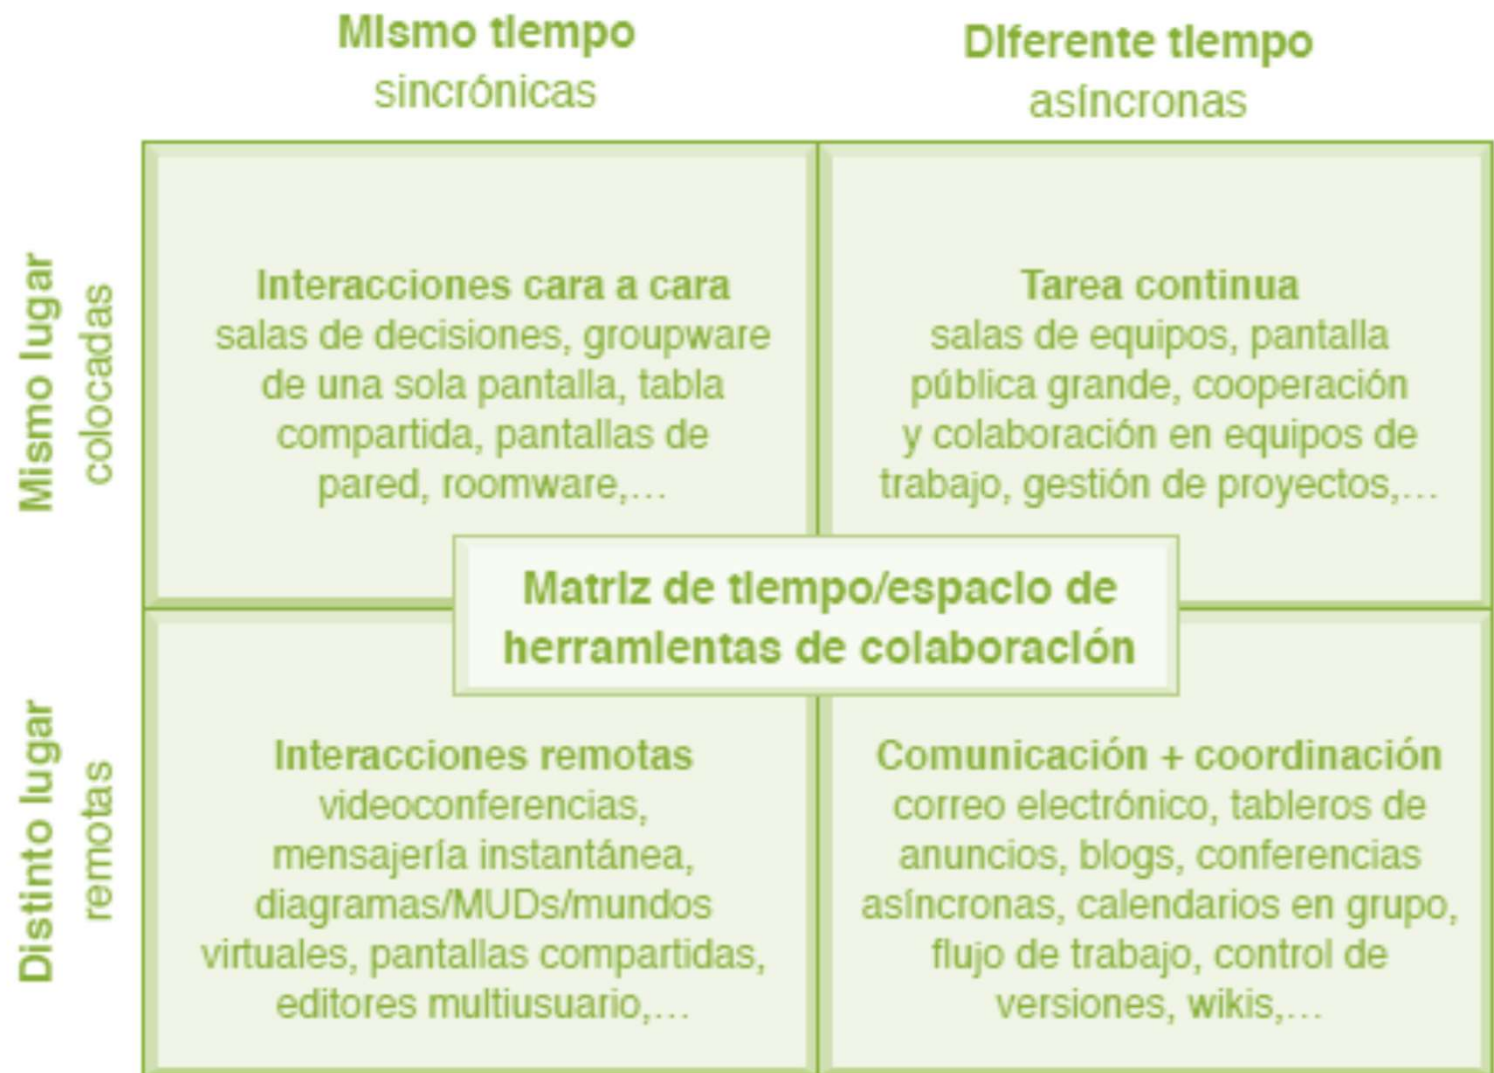 Mismo tiempo
sincrónicas
Diferente tiempo
asíncronas
Mismo lugar
colocadas
Interacciones cara a cara
salas de decisiones, groupware
de una sola pantalla, tabla
compartida, pantallas de
pared, roomware,...
Tarea continua
salas de equipos, pantalla
pública grande, cooperación
y colaboración en equipos de
trabajo, gestión de proyectos,...
Matriz de tiempo/espacio de
herramientas de colaboración
Distinto lugar
remotas
Interacciones remotas
videoconferencias,
mensajería instantánea,
diagramas/MUDs/mundos
virtuales, pantallas compartidas,
editores multiusuario,...
Comunicación + coordinación
correo electrónico, tableros de
anuncios, blogs, conferencias
asíncronas, calendarios en grupo,
flujo de trabajo, control de
versiones, wikis,...